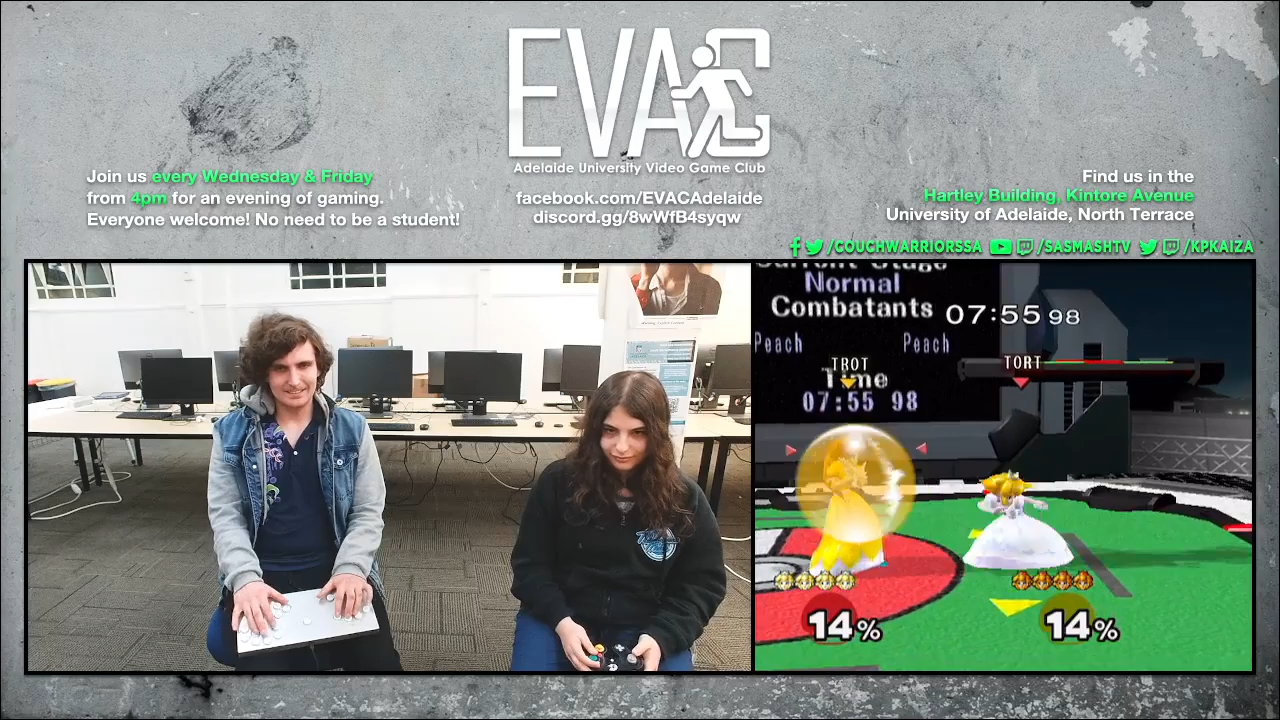 EVAC
Adelaide University Video Game Club
Join us every Wednesday & Friday
from 4pm for an evening of gaming.
Everyone welcome! No need to be a student!
facebook.com/EVACAdelaide
discord.gg/8wWfB4syqw
Find us in the
Hartley Building, Kintore Avenue
University of Adelaide, North Terrace
/COUCHWARRIORSSA /SASMASHTV /KPKAIZA
Current Stage
Normal
Combatants
07:55 98
Peach Peach
TROT
TORT
Time
07:55 98
14%
14%